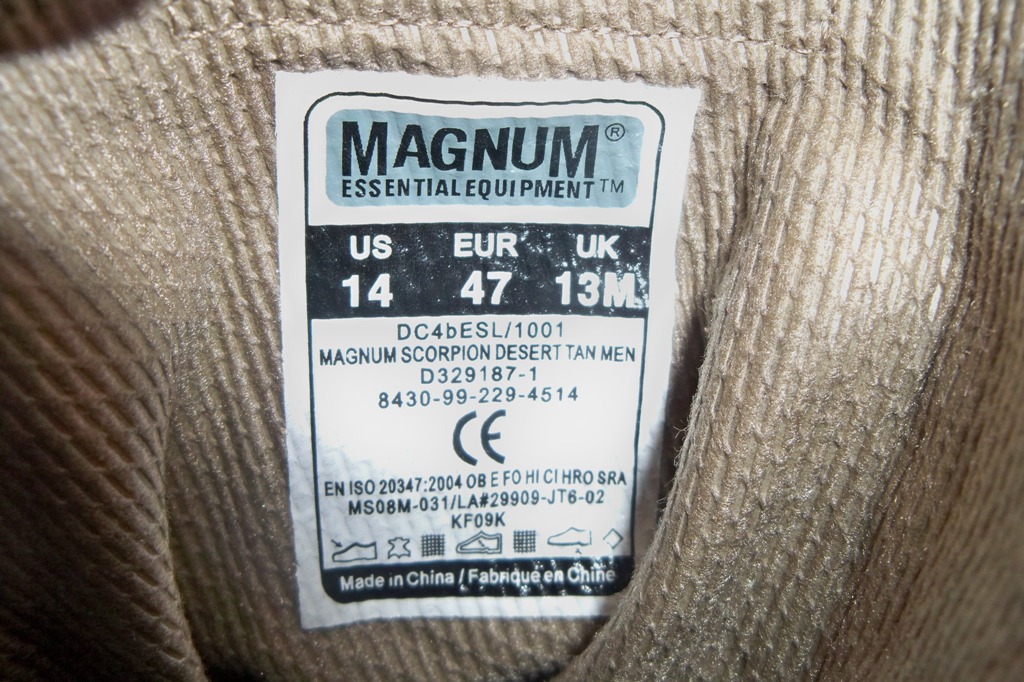 MAGNUM®
ESSENTIAL EQUIPMENT™
US EUR UK
14 47 13M
DC4bESL/1001
MAGNUM SCORPION DESERT TAN MEN
D329187-1
8430-99-229-4514
CE
EN ISO 20347:2004 OB E FO HI CI HRO SRA
MS08M-031/LA#29909-JT6-02
KF09K
Made in China / Fabriqué en Chine